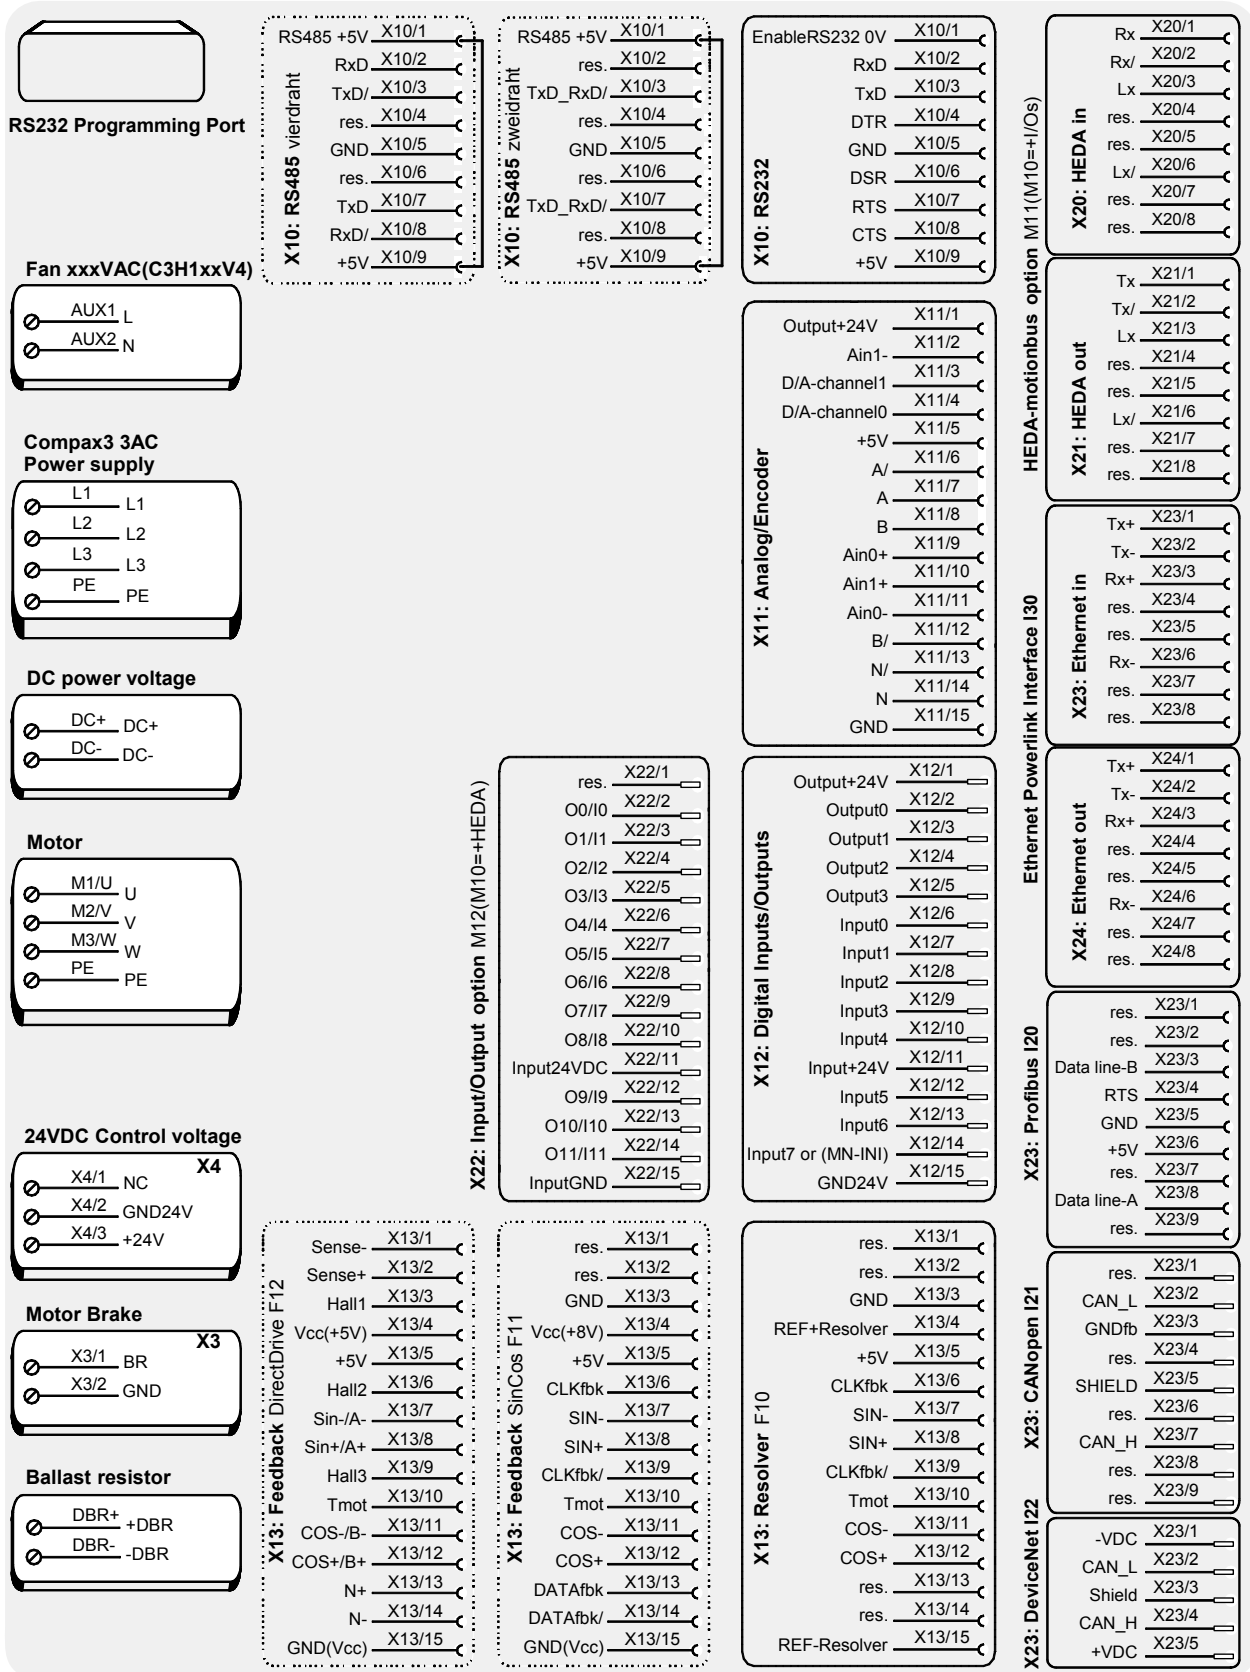 RS232 Programming Port
Fan xxxVAC(C3H1xxV4)
AUX1 L
AUX2 N
Compax3 3AC
Power supply
L1 L1
L2 L2
L3 L3
PE PE
DC power voltage
DC+ DC+
DC- DC-
Motor
M1/U U
M2/V V
M3/W W
PE PE
24VDC Control voltage
X4
X4/1 NC
X4/2 GND24V
X4/3 +24V
Motor Brake
X3
X3/1 BR
X3/2 GND
Ballast resistor
DBR+ +DBR
DBR- -DBR
X10: RS485 vierdraht
RS485 +5V X10/1
RxD X10/2
TxD/ X10/3
res. X10/4
GND X10/5
res. X10/6
TxD X10/7
RxD/ X10/8
+5V X10/9
X10: RS485 zweidraht
RS485 +5V X10/1
res. X10/2
TxD_RxD/ X10/3
res. X10/4
GND X10/5
res. X10/6
TxD_RxD/ X10/7
res. X10/8
+5V X10/9
X10: RS232
EnableRS232 0V X10/1
RxD X10/2
TxD X10/3
DTR X10/4
GND X10/5
DSR X10/6
RTS X10/7
CTS X10/8
+5V X10/9
X11: Analog/Encoder
Output+24V X11/1
Ain1- X11/2
D/A-channel1 X11/3
D/A-channel0 X11/4
+5V X11/5
A/ X11/6
A X11/7
B X11/8
Ain0+ X11/9
Ain1+ X11/10
Ain0- X11/11
B/ X11/12
N/ X11/13
N X11/14
GND X11/15
X22: Input/Output option M12(M10=+HEDA)
res. X22/1
O0/I0 X22/2
O1/I1 X22/3
O2/I2 X22/4
O3/I3 X22/5
O4/I4 X22/6
O5/I5 X22/7
O6/I6 X22/8
O7/I7 X22/9
O8/I8 X22/10
Input24VDC X22/11
O9/I9 X22/12
O10/I10 X22/13
O11/I11 X22/14
InputGND X22/15
X12: Digital Inputs/Outputs
Output+24V X12/1
Output0 X12/2
Output1 X12/3
Output2 X12/4
Output3 X12/5
Input0 X12/6
Input1 X12/7
Input2 X12/8
Input3 X12/9
Input4 X12/10
Input+24V X12/11
Input5 X12/12
Input6 X12/13
Input7 or (MN-INI) X12/14
GND24V X12/15
X13: Feedback DirectDrive F12
Sense- X13/1
Sense+ X13/2
Hall1 X13/3
Vcc(+5V) X13/4
+5V X13/5
Hall2 X13/6
Sin-/A- X13/7
Sin+/A+ X13/8
Hall3 X13/9
Tmot X13/10
COS-/B- X13/11
COS+/B+ X13/12
N+ X13/13
N- X13/14
GND(Vcc) X13/15
X13: Feedback SinCos F11
res. X13/1
res. X13/2
GND X13/3
Vcc(+8V) X13/4
+5V X13/5
CLKfbk X13/6
SIN- X13/7
SIN+ X13/8
CLKfbk/ X13/9
Tmot X13/10
COS- X13/11
COS+ X13/12
DATAfbk X13/13
DATAfbk/ X13/14
GND(Vcc) X13/15
X13: Resolver F10
res. X13/1
res. X13/2
GND X13/3
REF+Resolver X13/4
+5V X13/5
CLKfbk X13/6
SIN- X13/7
SIN+ X13/8
CLKfbk/ X13/9
Tmot X13/10
COS- X13/11
COS+ X13/12
res. X13/13
res. X13/14
REF-Resolver X13/15
HEDA-motionbus option M11(M10=+I/Os)
X20: HEDA in
Rx X20/1
Rx/ X20/2
Lx X20/3
res. X20/4
res. X20/5
Lx/ X20/6
res. X20/7
res. X20/8
X21: HEDA out
Tx X21/1
Tx/ X21/2
Lx X21/3
res. X21/4
res. X21/5
Lx/ X21/6
res. X21/7
res. X21/8
Ethernet Powerlink Interface I30
X23: Ethernet in
Tx+ X23/1
Tx- X23/2
Rx+ X23/3
res. X23/4
res. X23/5
Rx- X23/6
res. X23/7
res. X23/8
X24: Ethernet out
Tx+ X24/1
Tx- X24/2
Rx+ X24/3
res. X24/4
res. X24/5
Rx- X24/6
res. X24/7
res. X24/8
X23: Profibus I20
res. X23/1
res. X23/2
Data line-B X23/3
RTS X23/4
GND X23/5
+5V X23/6
res. X23/7
Data line-A X23/8
res. X23/9
X23: CANopen I21
res. X23/1
CAN_L X23/2
GNDfb X23/3
res. X23/4
SHIELD X23/5
res. X23/6
CAN_H X23/7
res. X23/8
res. X23/9
X23: DeviceNet I22
-VDC X23/1
CAN_L X23/2
Shield X23/3
CAN_H X23/4
+VDC X23/5